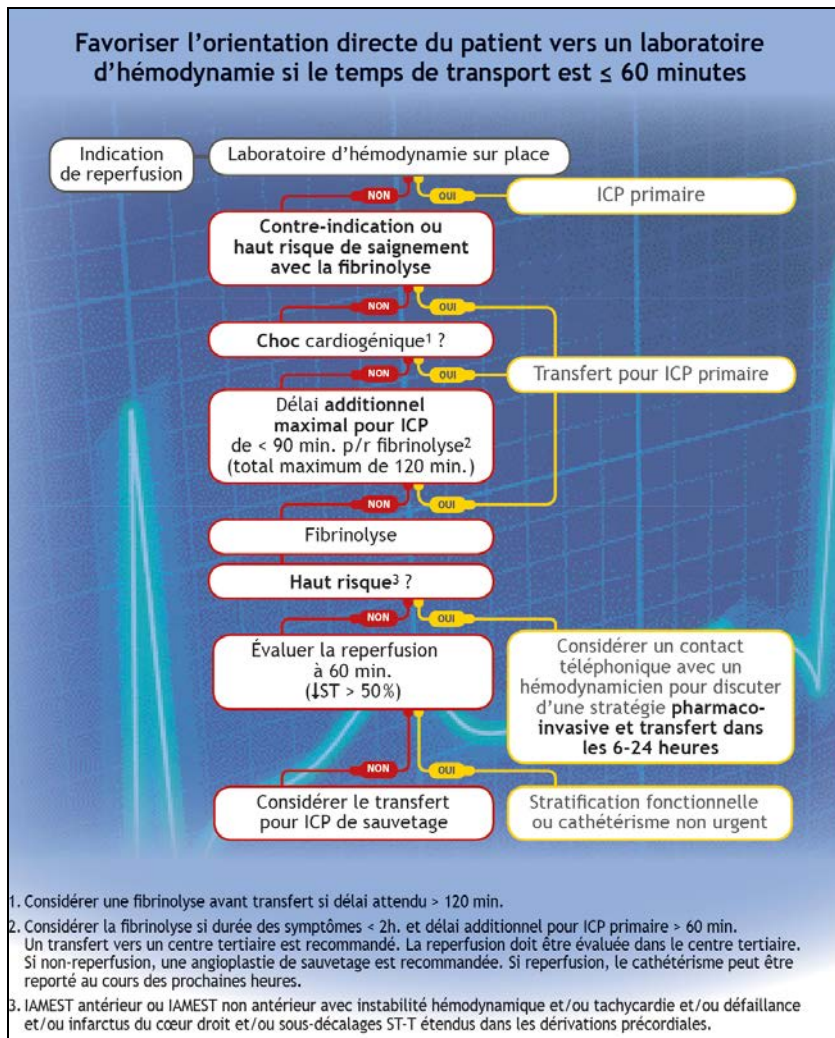 Favoriser l’orientation directe du patient vers un laboratoire
d’hémodynamie si le temps de transport est ≤ 60 minutes
Indication
de reperfusion
Laboratoire d’hémodynamie sur place
NON
OUI
ICP primaire
Contre-indication ou
haut risque de saignement
avec la fibrinolyse
NON
OUI
Choc cardiogénique¹ ?
NON
OUI
Transfert pour ICP primaire
Délai additionnel
maximal pour ICP
de < 90 min. p/r fibrinolyse²
(total maximum de 120 min.)
NON
OUI
Fibrinolyse
Haut risque³ ?
NON
OUI
Évaluer la reperfusion
à 60 min.
(↓ST > 50%)
Considérer un contact
téléphonique avec un
hémodynamicien pour discuter
d’une stratégie pharmaco-
invasive et transfert dans
les 6-24 heures
NON
OUI
Considérer le transfert
pour ICP de sauvetage
Stratification fonctionnelle
ou cathétérisme non urgent
1. Considérer une fibrinolyse avant transfert si délai attendu > 120 min.
2. Considérer la fibrinolyse si durée des symptômes < 2h. et délai additionnel pour ICP primaire > 60 min.
Un transfert vers un centre tertiaire est recommandé. La reperfusion doit être évaluée dans le centre tertiaire.
Si non-reperfusion, une angioplastie de sauvetage est recommandée. Si reperfusion, le cathétérisme peut être
reporté au cours des prochaines heures.
3. IAMEST antérieur ou IAMEST non antérieur avec instabilité hémodynamique et/ou tachycardie et/ou défaillance
et/ou infarctus du cœur droit et/ou sous-décalages ST-T étendus dans les dérivations précordiales.